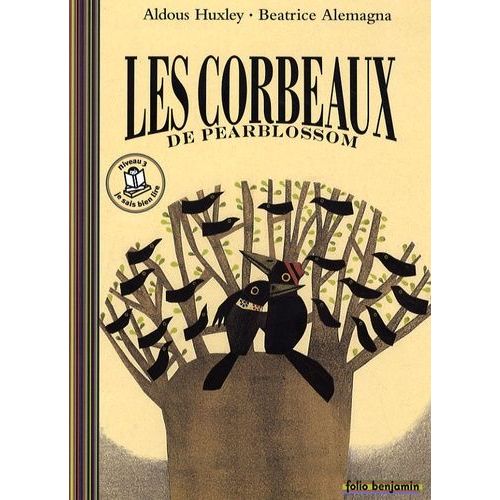 Aldous Huxley • Beatrice Alemagna
LES CORBEAUX
DE PEARBLOSSOM
niveau 3
je sais bien lire
folio benjamin